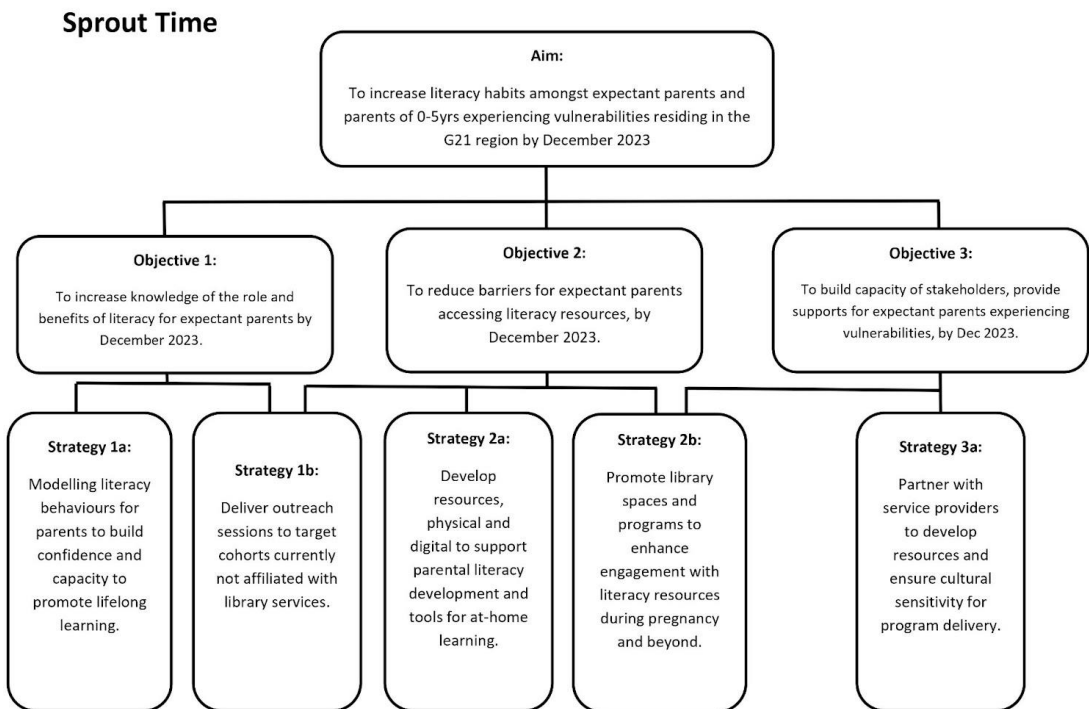 Sprout Time
Aim:
To increase literacy habits amongst expectant parents and
parents of 0-5yrs experiencing vulnerabilities residing in the
G21 region by December 2023
Objective 1:
To increase knowledge of the role and
benefits of literacy for expectant parents by
December 2023.
Objective 2:
To reduce barriers for expectant parents
accessing literacy resources, by
December 2023.
Objective 3:
To build capacity of stakeholders, provide
supports for expectant parents experiencing
vulnerabilities, by Dec 2023.
Strategy 1a:
Modelling literacy
behaviours for
parents to build
confidence and
capacity to
promote lifelong
learning.
Strategy 1b:
Deliver outreach
sessions to target
cohorts currently
not affiliated with
library services.
Strategy 2a:
Develop
resources,
physical and
digital to support
parental literacy
development and
tools for at-home
learning.
Strategy 2b:
Promote library
spaces and
programs to
enhance
engagement with
literacy resources
during pregnancy
and beyond.
Strategy 3a:
Partner with
service providers
to develop
resources and
ensure cultural
sensitivity for
program delivery.